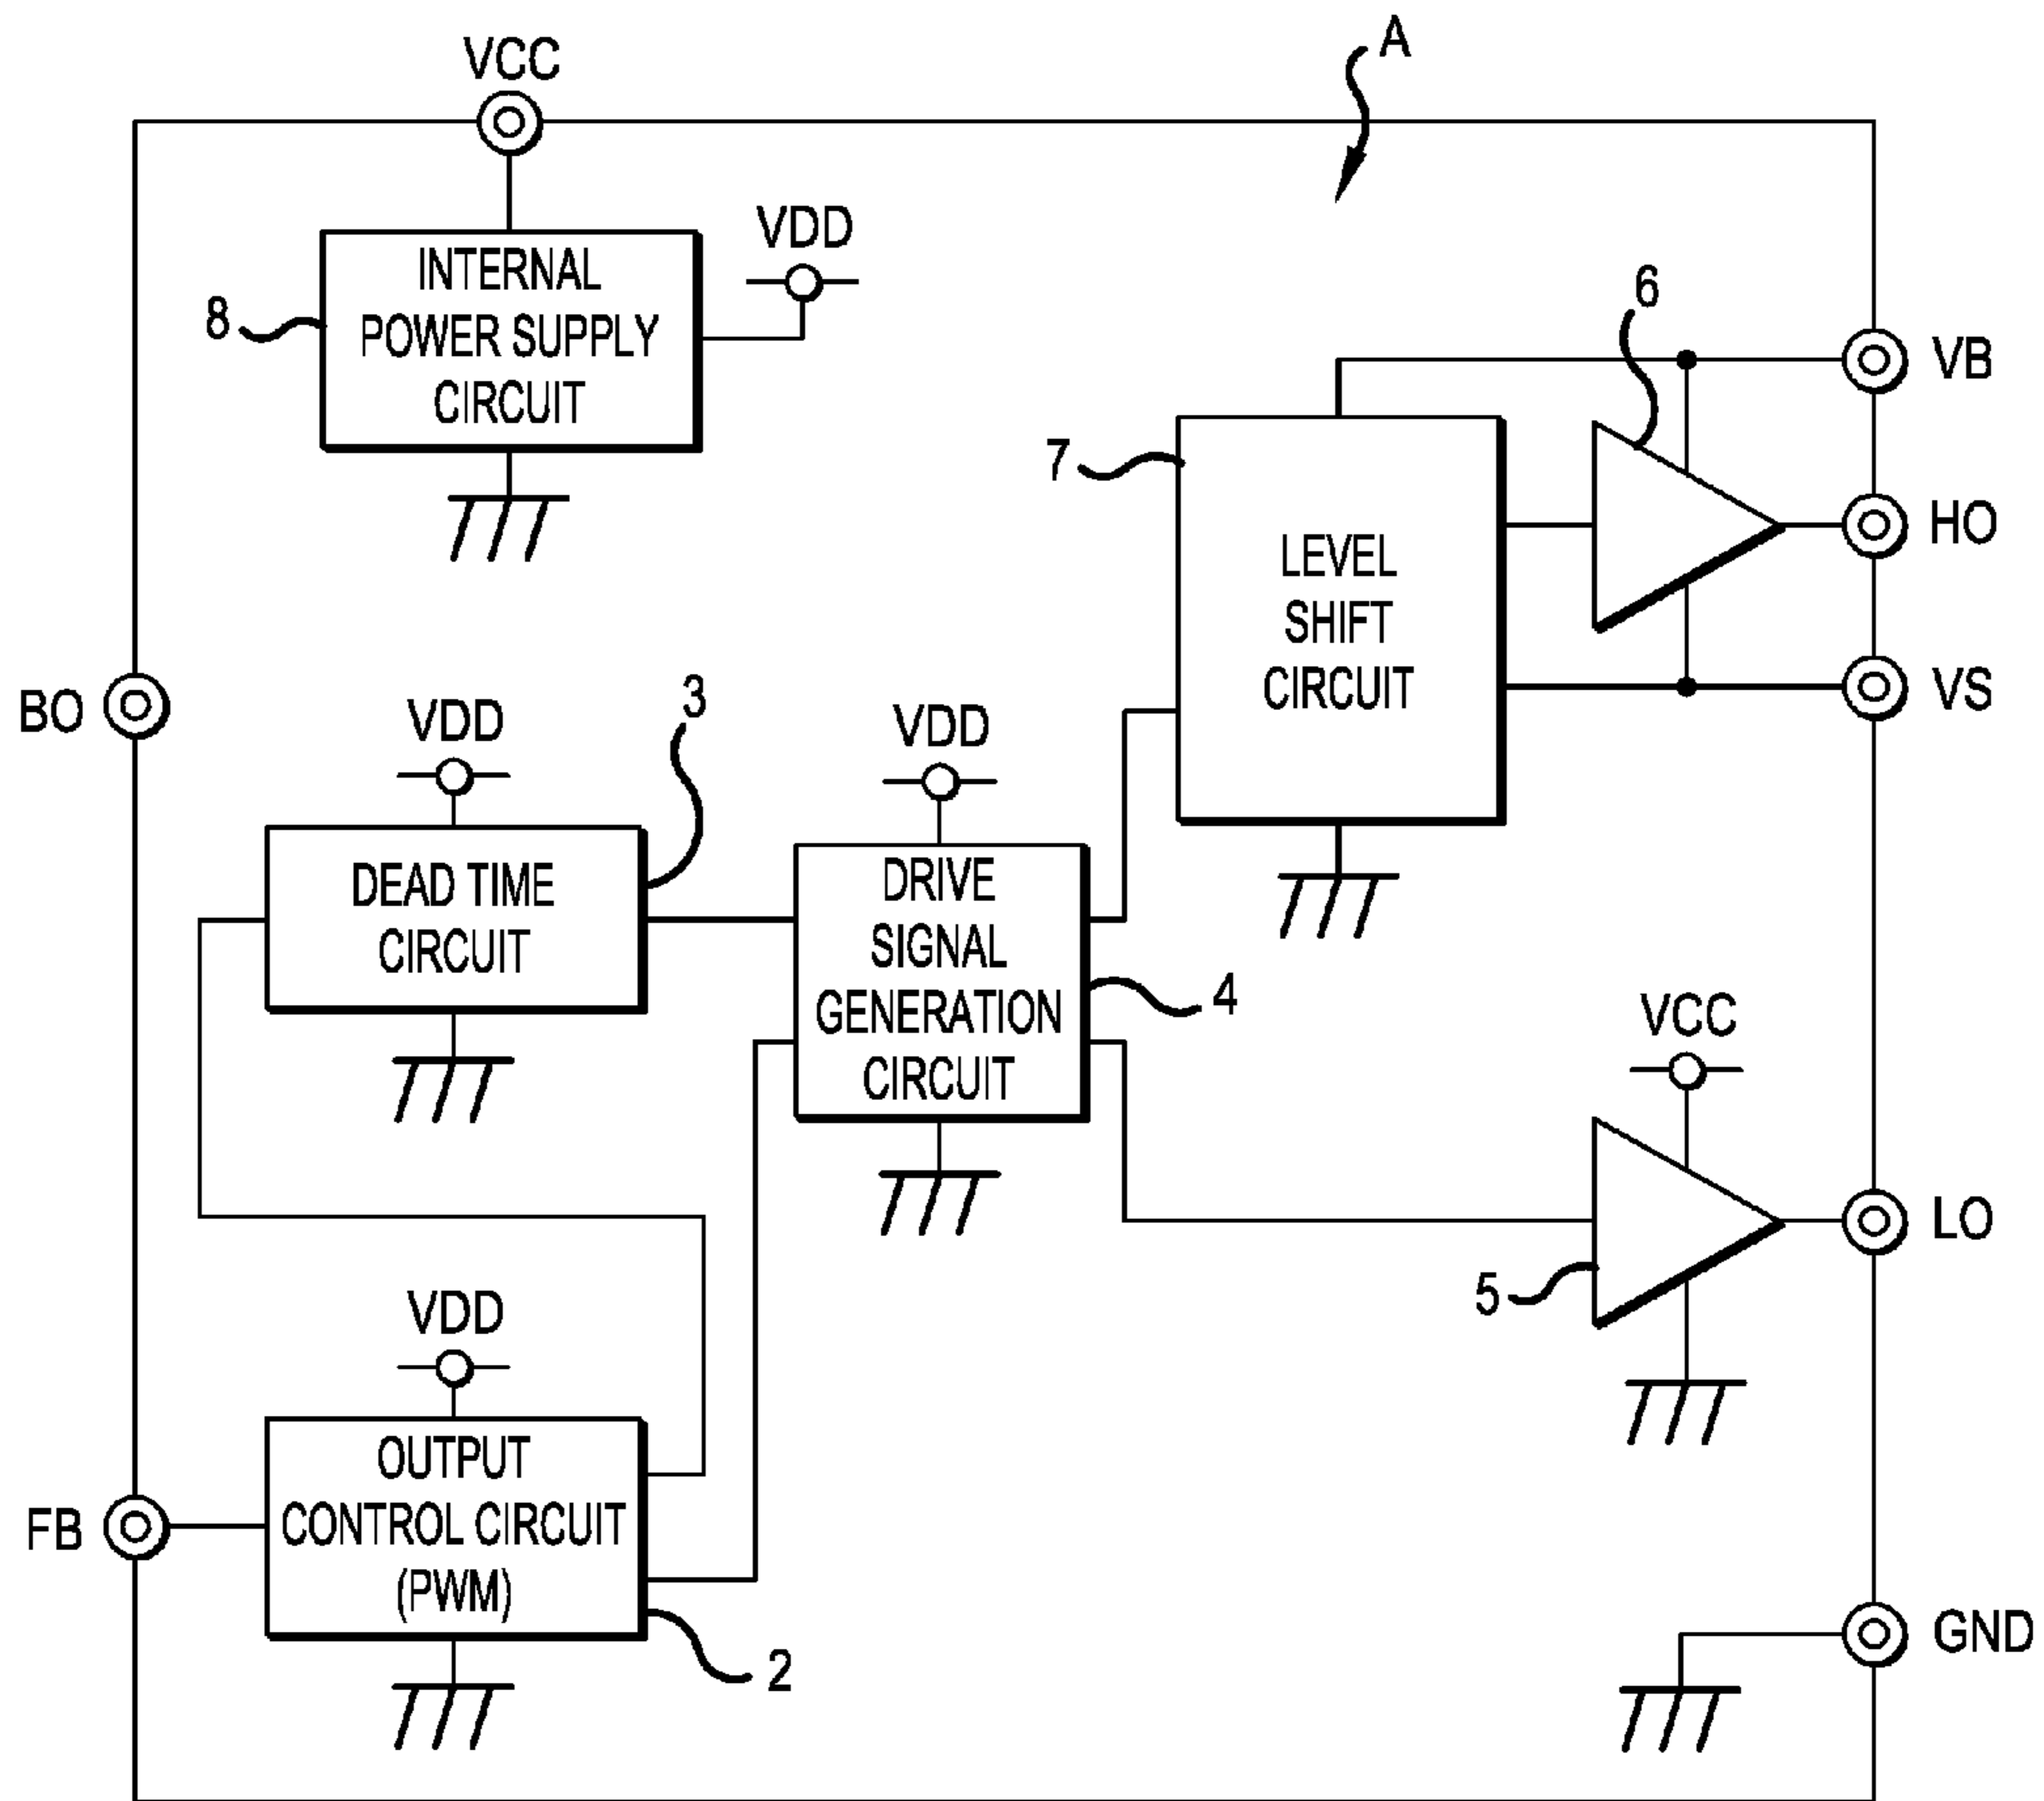 A
VCC
VDD
INTERNAL
POWER SUPPLY
CIRCUIT
8
6
VB
7
HO
LEVEL
SHIFT
CIRCUIT
VS
BO
VDD
3
VDD
DEAD TIME
CIRCUIT
DRIVE
SIGNAL
GENERATION
CIRCUIT
4
VCC
LO
5
VDD
OUTPUT
CONTROL CIRCUIT
(PWM)
FB
2
GND